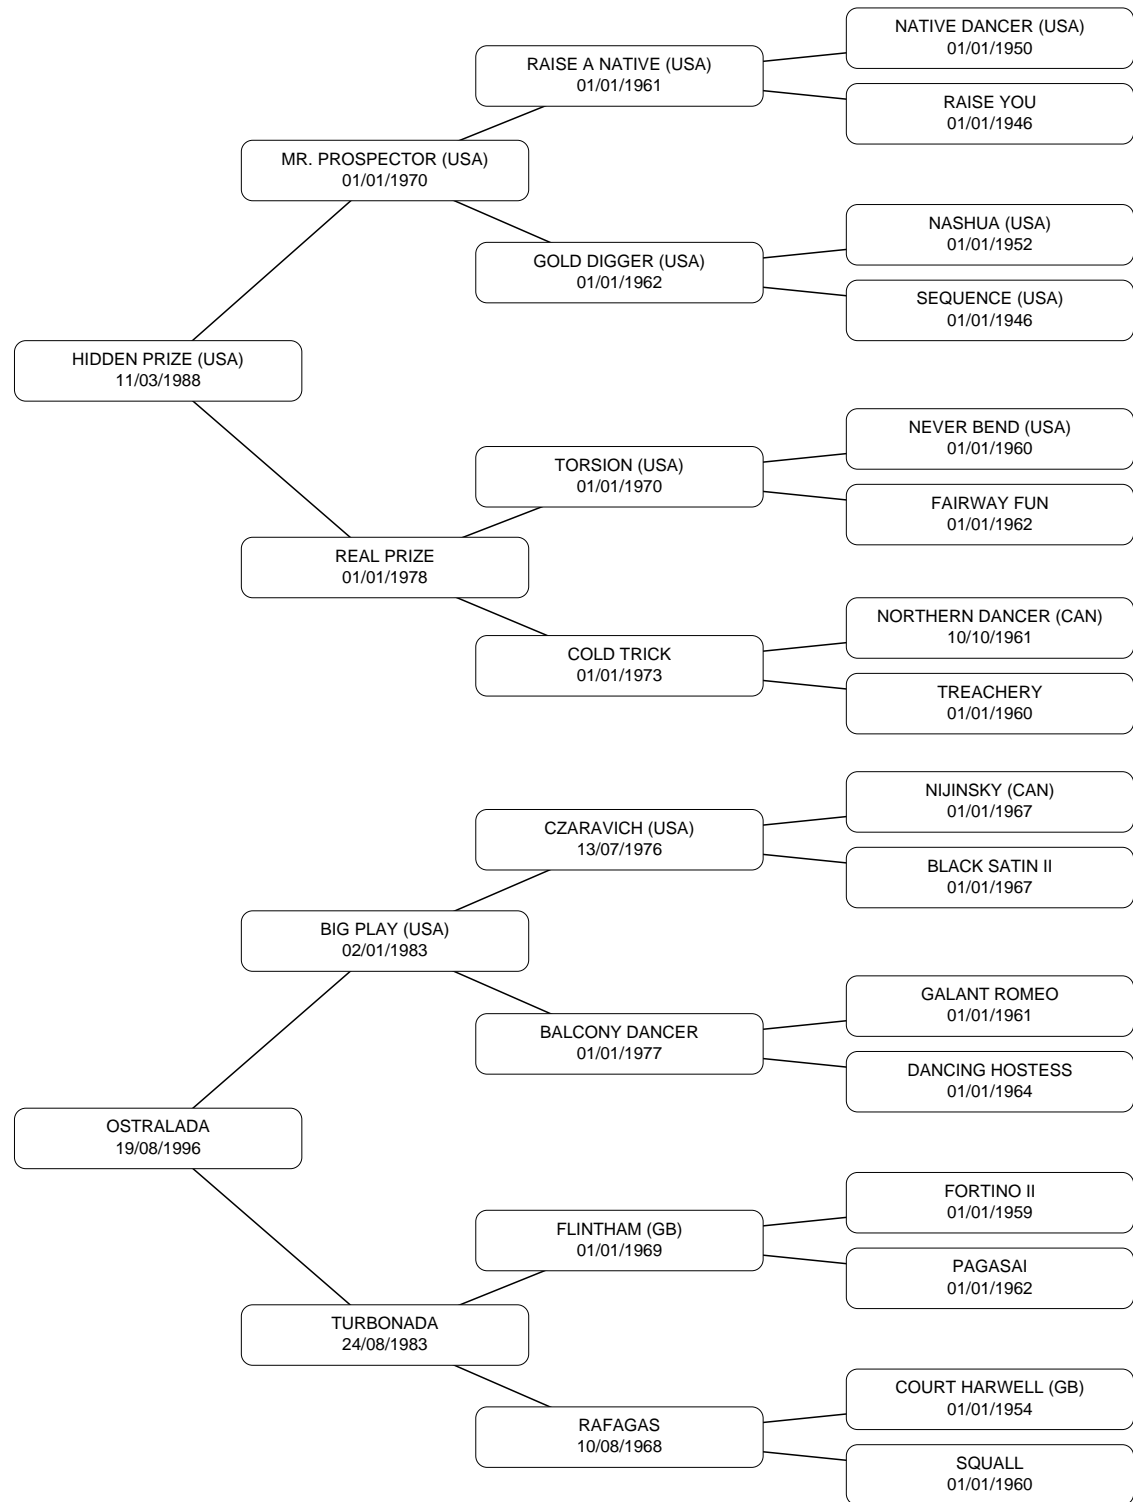 NATIVE DANCER (USA)
01/01/1950
RAISE A NATIVE (USA)
01/01/1961
RAISE YOU
01/01/1946
MR. PROSPECTOR (USA)
01/01/1970
NASHUA (USA)
01/01/1952
GOLD DIGGER (USA)
01/01/1962
SEQUENCE (USA)
01/01/1946
HIDDEN PRIZE (USA)
11/03/1988
NEVER BEND (USA)
01/01/1960
TORSION (USA)
01/01/1970
FAIRWAY FUN
01/01/1962
REAL PRIZE
01/01/1978
NORTHERN DANCER (CAN)
10/10/1961
COLD TRICK
01/01/1973
TREACHERY
01/01/1960
NIJINSKY (CAN)
01/01/1967
CZARAVICH (USA)
13/07/1976
BLACK SATIN II
01/01/1967
BIG PLAY (USA)
02/01/1983
GALANT ROMEO
01/01/1961
BALCONY DANCER
01/01/1977
DANCING HOSTESS
01/01/1964
OSTRALADA
19/08/1996
FORTINO II
01/01/1959
FLINTHAM (GB)
01/01/1969
PAGASAI
01/01/1962
TURBONADA
24/08/1983
COURT HARWELL (GB)
01/01/1954
RAFAGAS
10/08/1968
SQUALL
01/01/1960